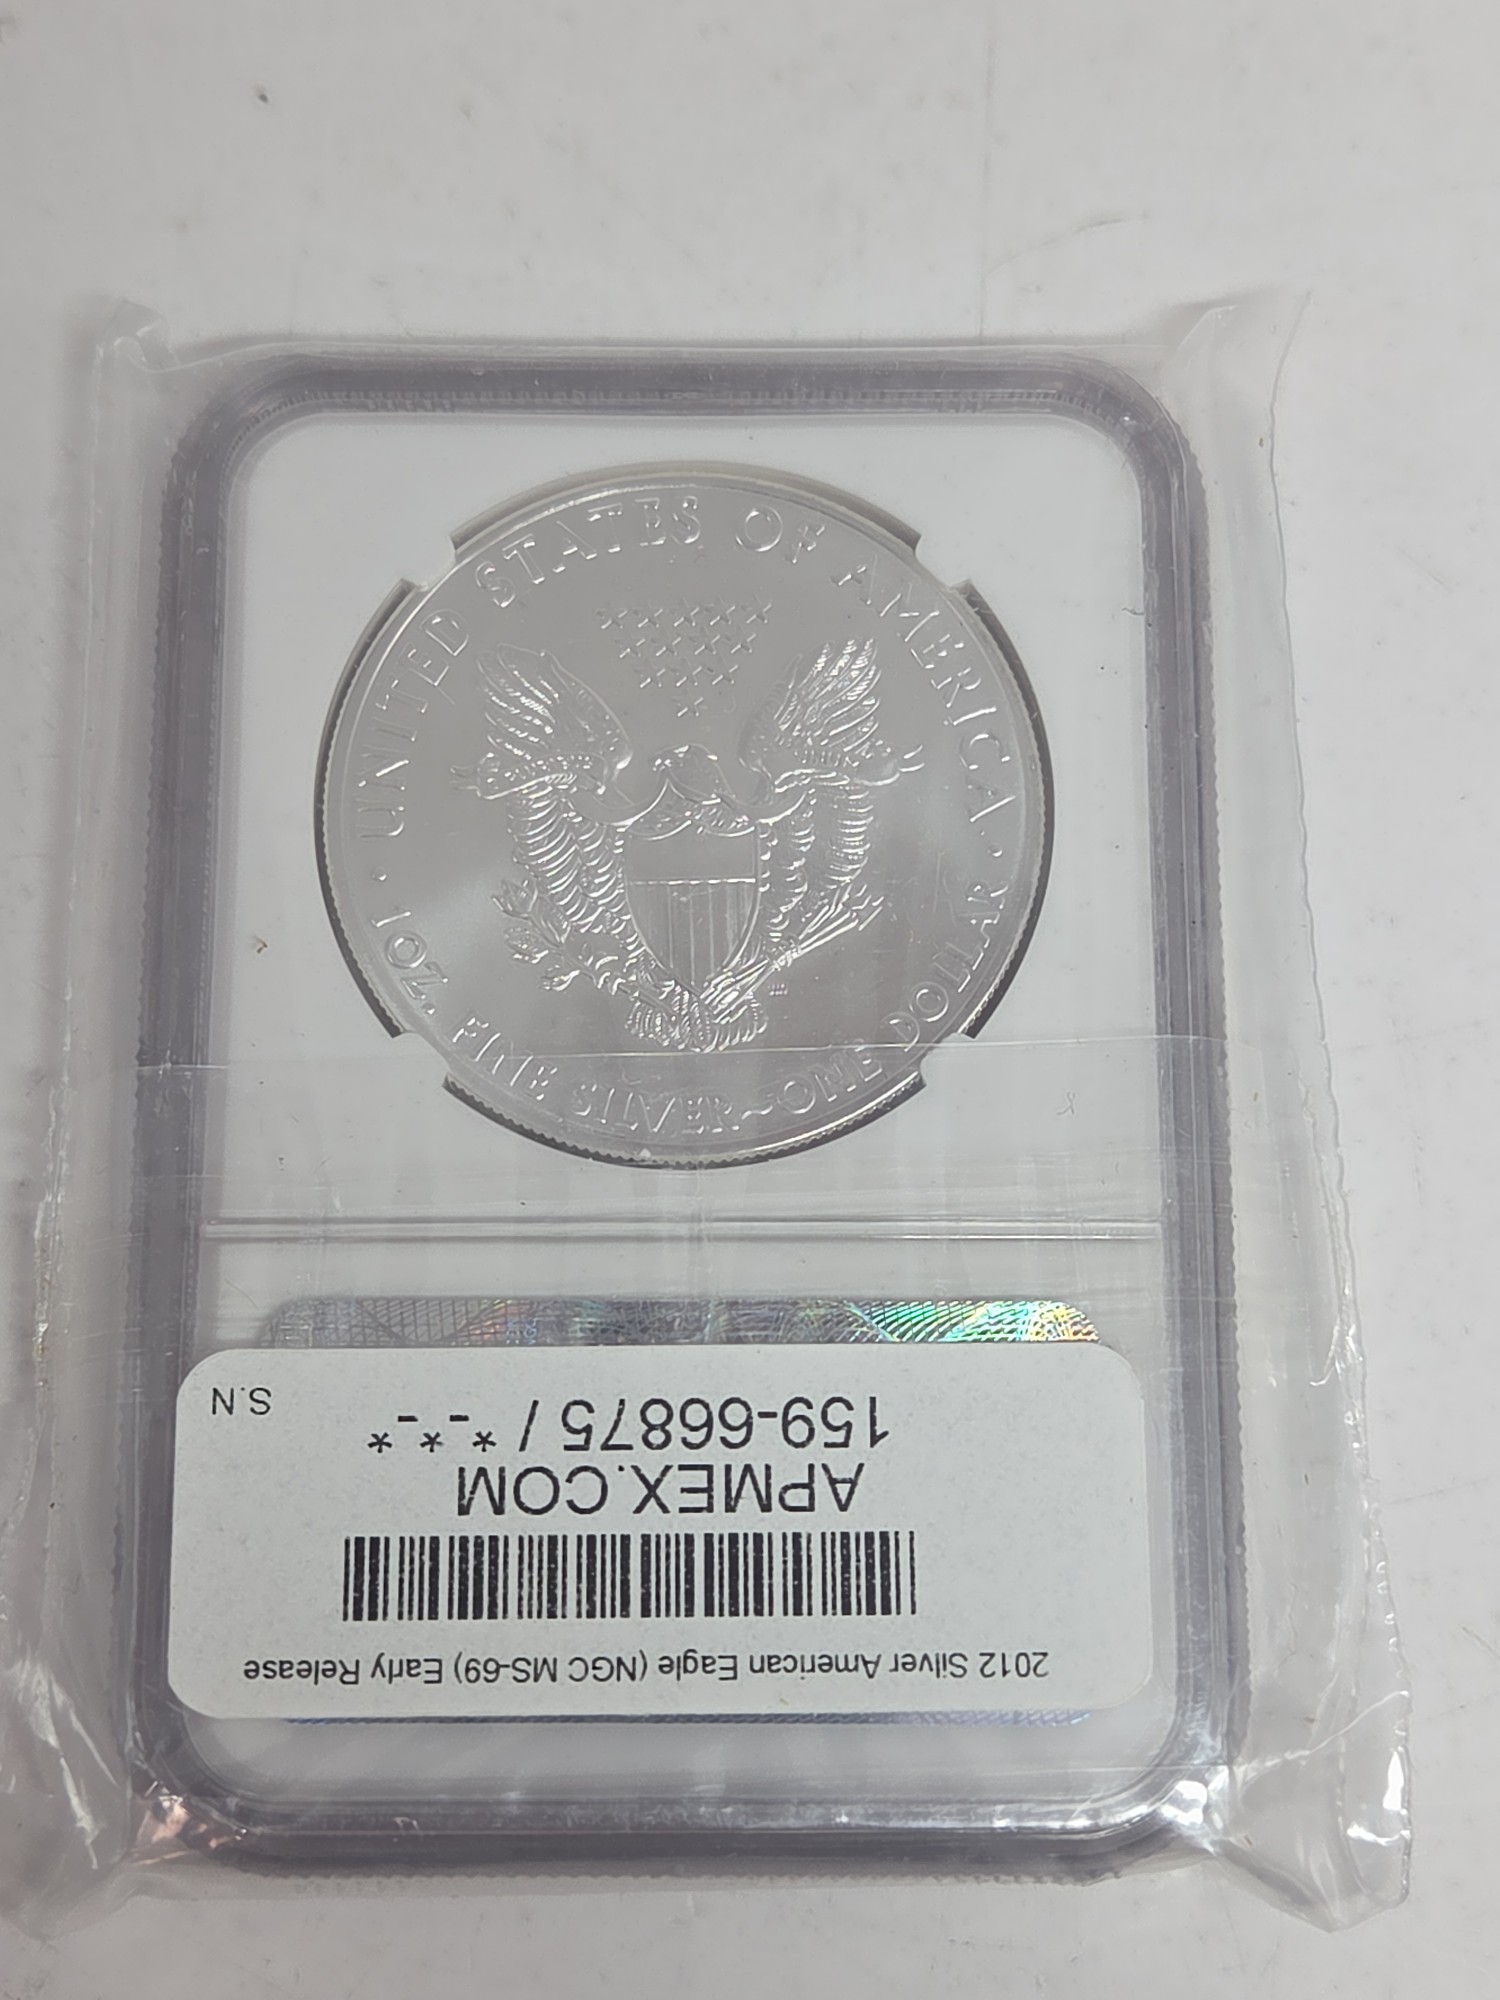 UNITED STATES OF AMERICA
1 OZ. FINE SILVER~ONE DOLLAR
2012 Silver American Eagle (NGC MS-69) Early Release
APMEX.COM
159-66875 / *-*-*
S.N